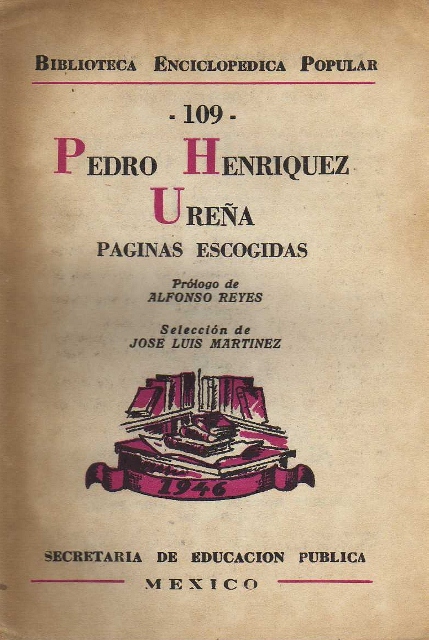 BIBLIOTECA ENCICLOPEDICA POPULAR
- 109 -
PEDRO HENRIQUEZ
UREÑA
PAGINAS ESCOGIDAS
Prólogo de
ALFONSO REYES
Selección de
JOSE LUIS MARTINEZ
1946
SECRETARIA DE EDUCACION PUBLICA
MEXICO